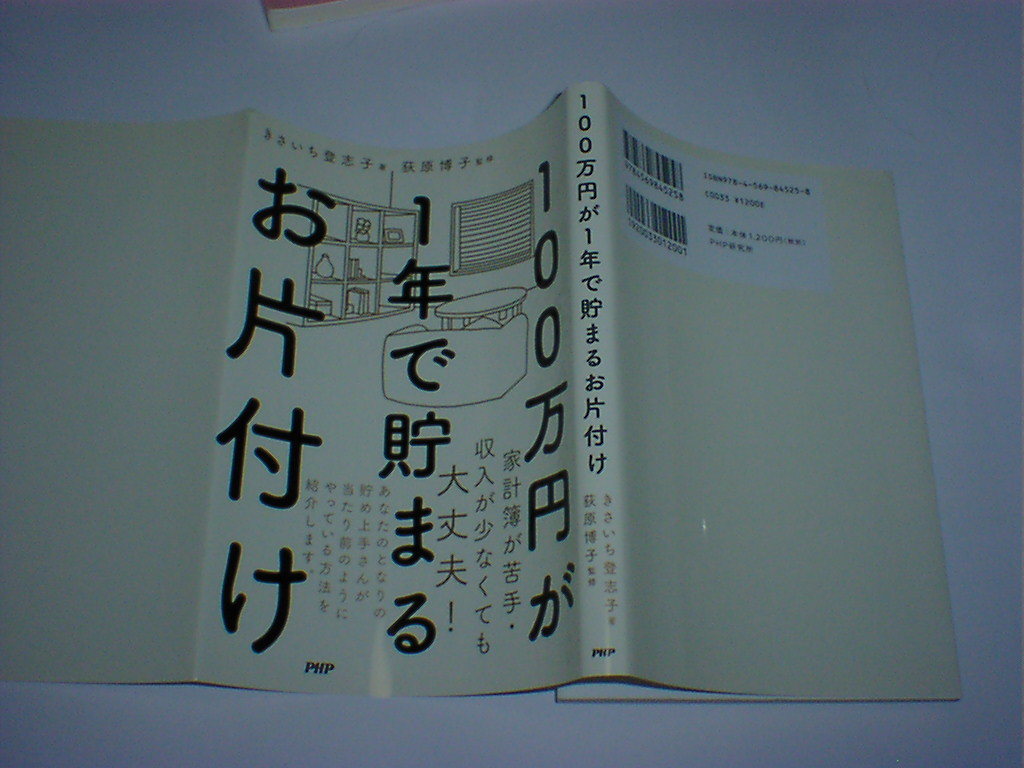 きさいち登志子 著 荻原博子 監修
100万円が
1年で貯まる
お片付け
家計簿が苦手・
収入が少なくても
大丈夫！
あなたのとなりの
貯め上手さんが
当たり前のように
やっている方法を
紹介します。
PHP
100万円が1年で貯まるお片付け
きさいち登志子 著
荻原博子 監修
PHP
9784569845258
1920033012001
ISBN978-4-569-84525-8
C0033 ¥1200E
定価：本体1,200円（税別）
PHP研究所